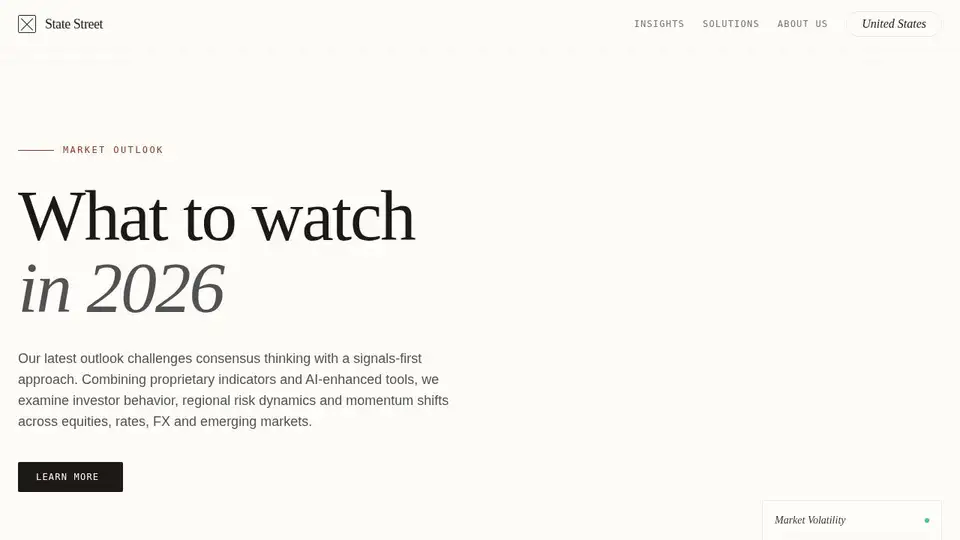 State Street
INSIGHTS
SOLUTIONS
ABOUT US
United States
MARKET OUTLOOK
What to watch
in 2026
Our latest outlook challenges consensus thinking with a signals-first
approach. Combining proprietary indicators and AI-enhanced tools, we
examine investor behavior, regional risk dynamics and momentum shifts
across equities, rates, FX and emerging markets.
LEARN MORE
Market Volatility